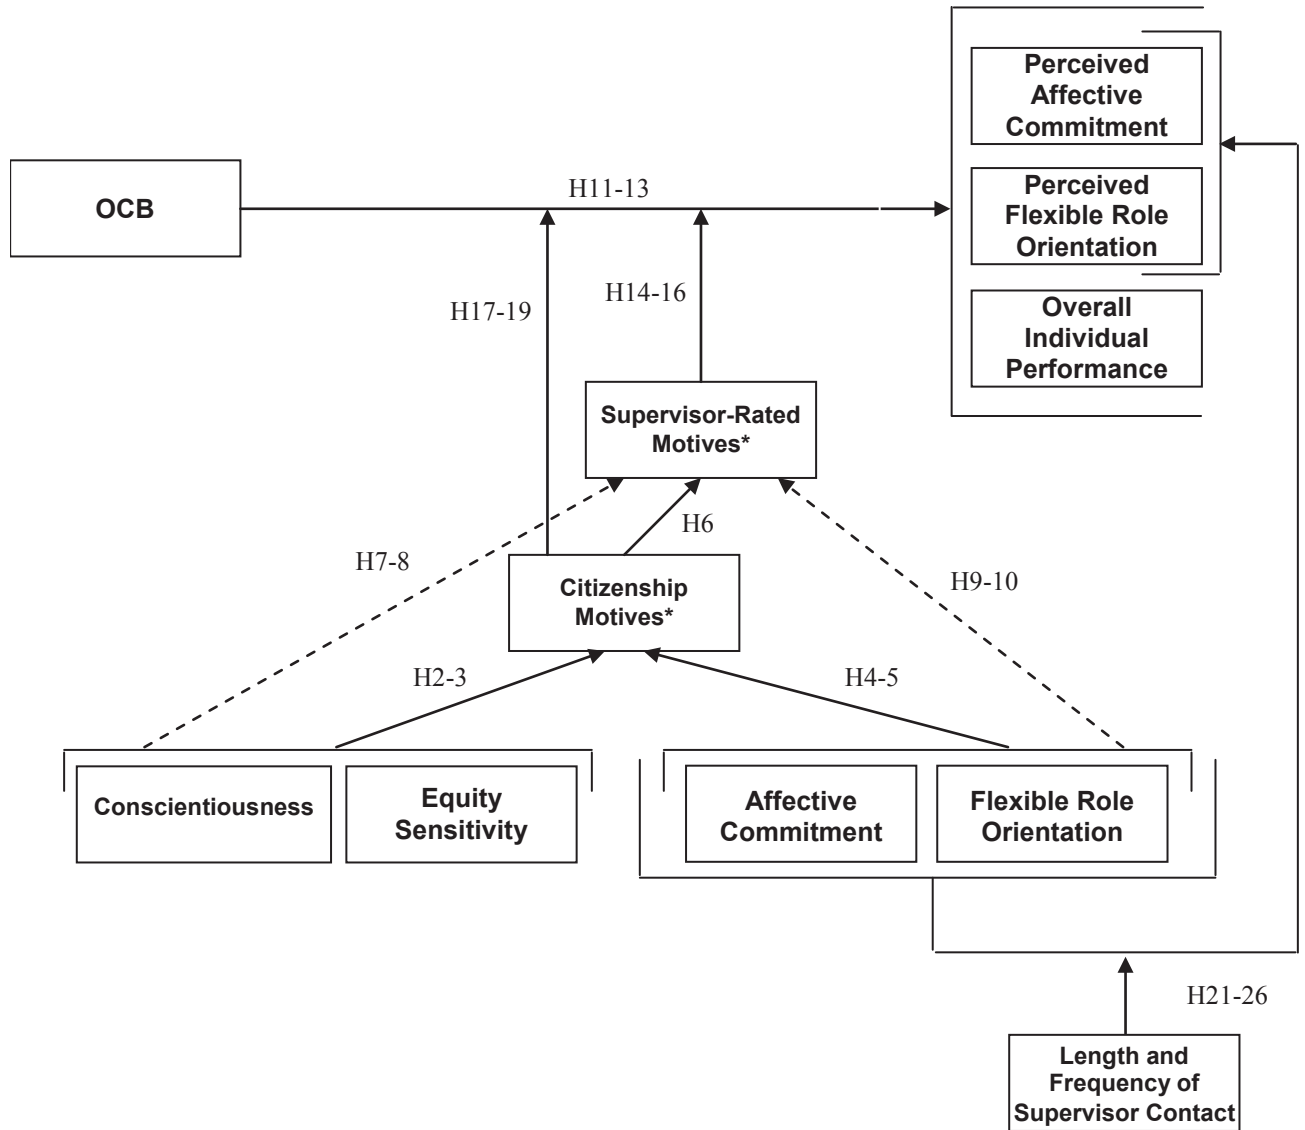 Perceived
Affective
Commitment
OCB
H11-13
Perceived
Flexible Role
Orientation
H17-19
H14-16
Overall
Individual
Performance
Supervisor-Rated
Motives*
H6
H7-8
H9-10
Citizenship
Motives*
H2-3
H4-5
Conscientiousness
Equity
Sensitivity
Affective
Commitment
Flexible Role
Orientation
H21-26
Length and
Frequency of
Supervisor Contact